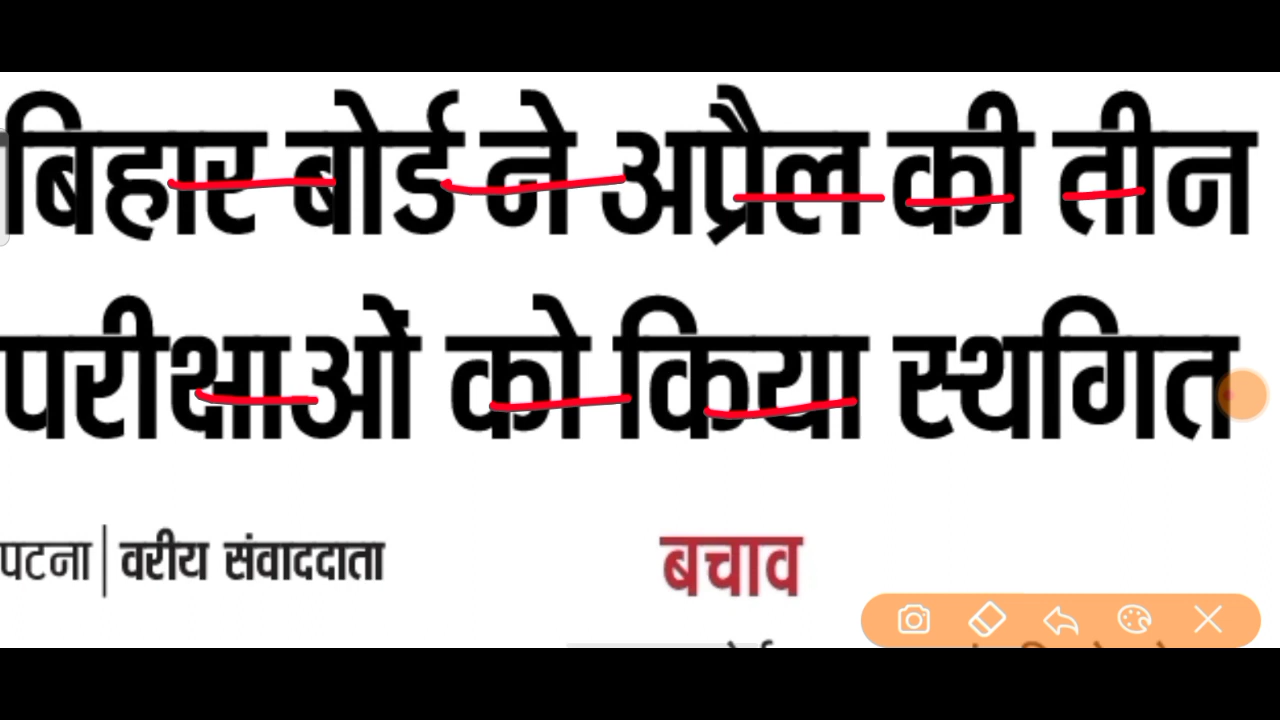 बिहार बोर्ड ने अप्रैल की तीन
परीक्षाओं को किया स्थगित
पटना | वरीय संवाददाता
बचाव